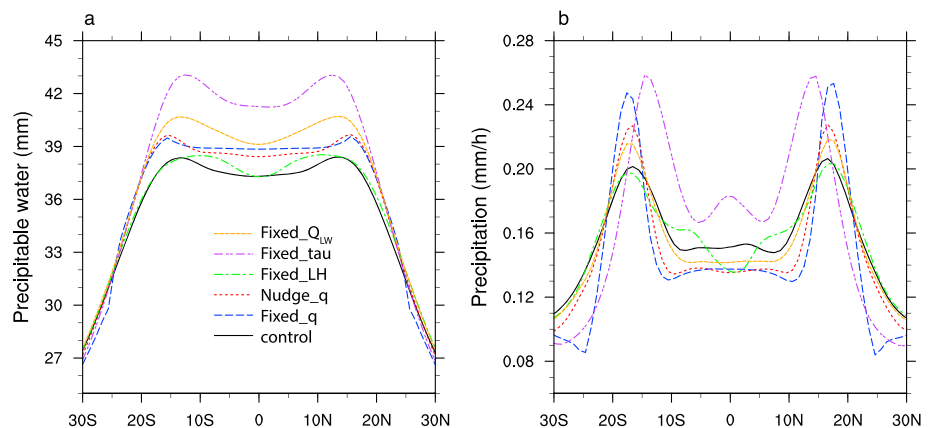 a
Precipitable water (mm)
45
42
39
36
33
30
27
Fixed_Q_LW
Fixed_tau
Fixed_LH
Nudge_q
Fixed_q
control
30S 20S 10S 0 10N 20N 30N
b
Precipitation (mm/h)
0.28
0.24
0.20
0.16
0.12
0.08
30S 20S 10S 0 10N 20N 30N